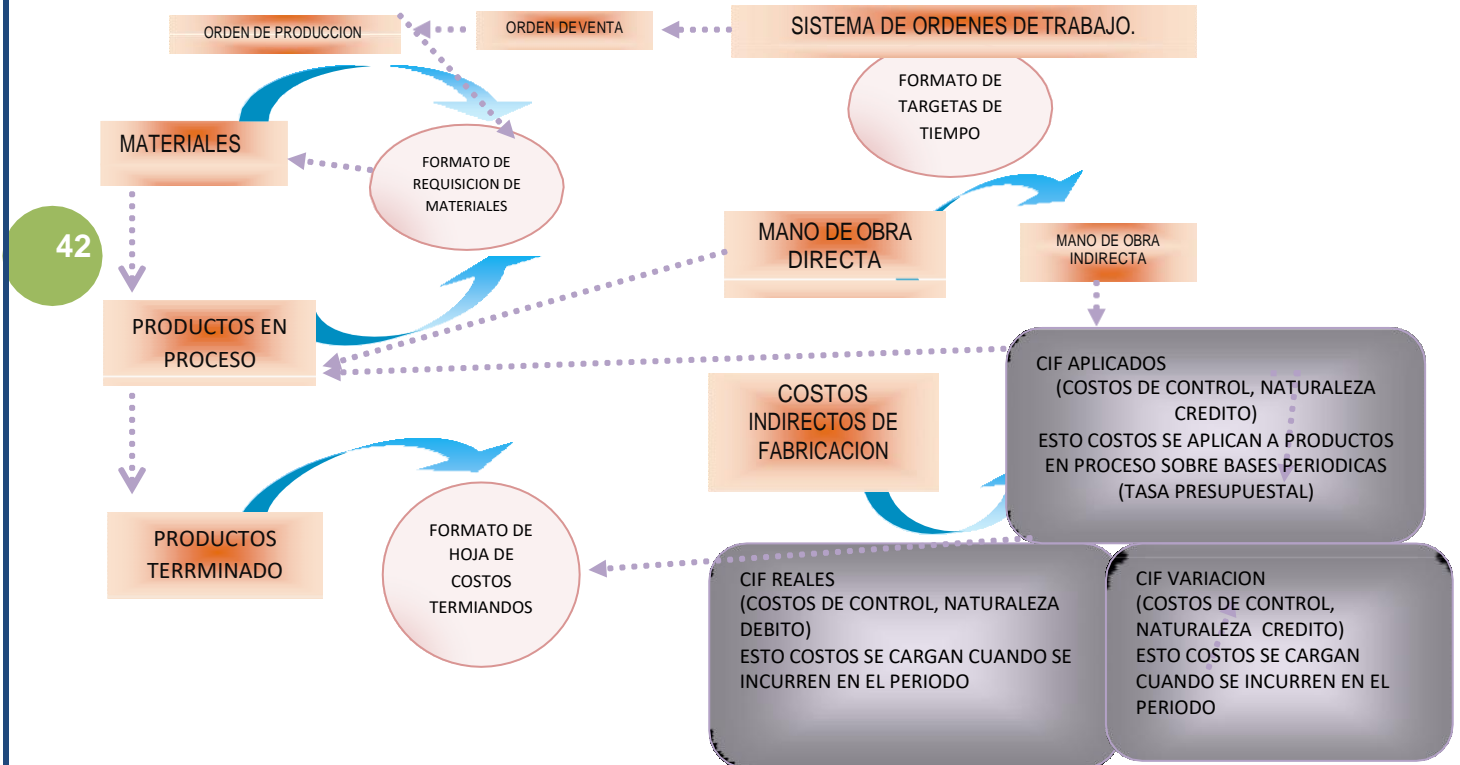 ORDEN DE PRODUCCION
ORDEN DE VENTA
SISTEMA DE ORDENES DE TRABAJO.
FORMATO DE
TARGETAS DE
TIEMPO
MATERIALES
FORMATO DE
REQUISICION DE
MATERIALES
42
MANO DE OBRA
DIRECTA
MANO DE OBRA
INDIRECTA
PRODUCTOS EN
PROCESO
CIF APLICADOS
(COSTOS DE CONTROL, NATURALEZA
CREDITO)
ESTO COSTOS SE APLICAN A PRODUCTOS
EN PROCESO SOBRE BASES PERIODICAS
(TASA PRESUPUESTAL)
COSTOS
INDIRECTOS DE
FABRICACION
PRODUCTOS
TERRMINADO
FORMATO DE
HOJA DE
COSTOS
TERMIANDOS
CIF REALES
(COSTOS DE CONTROL, NATURALEZA
DEBITO)
ESTO COSTOS SE CARGAN CUANDO SE
INCURREN EN EL PERIODO
CIF VARIACION
(COSTOS DE CONTROL,
NATURALEZA CREDITO)
ESTO COSTOS SE CARGAN
CUANDO SE INCURREN EN EL
PERIODO